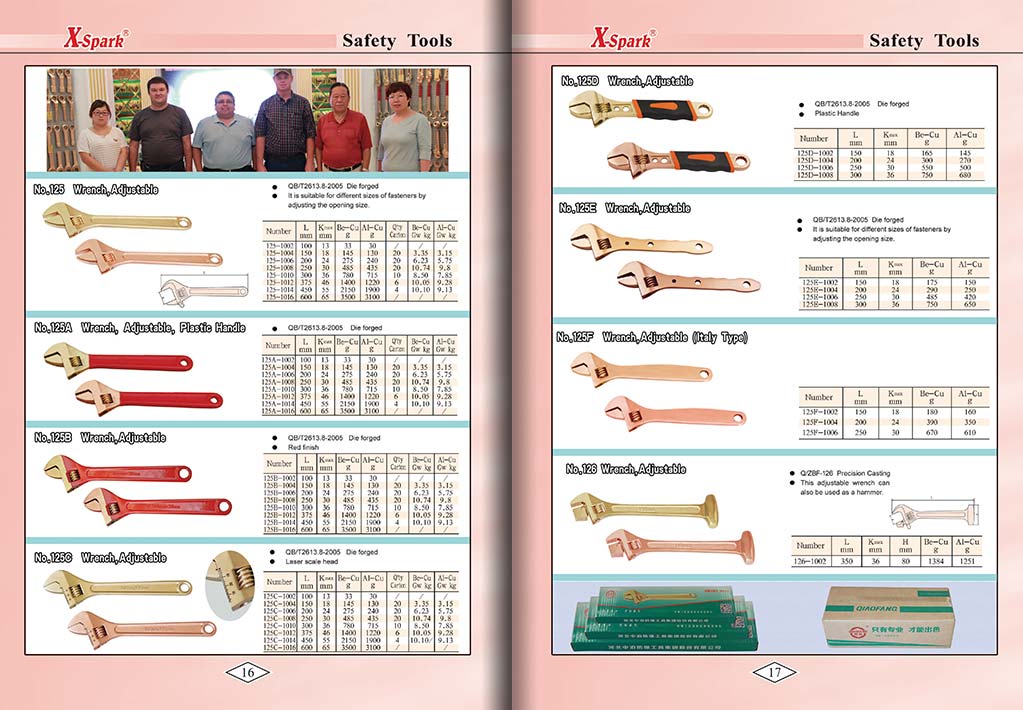 X-Spark®
Safety Tools
No,125 Wrench,Adjustable
● QB/T2613.8-2005 Die forged
● It is suitable for different sizes of fasteners by
adjusting the opening size.
Number L mm Kmax mm Be-Cu g Al-Cu g Qty Carton Be-Cu Gw kg Al-Cu Gw kg
125-1002 100 13 33 30 / / /
125-1004 150 18 145 130 20 3.35 3.15
125-1006 200 24 275 240 20 6.23 5.75
125-1008 250 30 485 435 20 10.74 9.8
125-1010 300 36 780 715 10 8.50 7.85
125-1012 375 46 1400 1220 6 10.05 9.28
125-1014 450 55 2150 1900 4 10.10 9.13
125-1016 600 65 3500 3100 / / /
No,125A Wrench, Adjustable, Plastic Handle
● QB/T2613.8-2005 Die forged
Number L mm Kmax mm Be-Cu g Al-Cu g Qty Carton Be-Cu Gw kg Al-Cu Gw kg
125A-1002 100 13 33 30 / / /
125A-1004 150 18 145 130 20 3.35 3.15
125A-1006 200 24 275 240 20 6.23 5.75
125A-1008 250 30 485 435 20 10.74 9.8
125A-1010 300 36 780 715 10 8.50 7.85
125A-1012 375 46 1400 1220 6 10.05 9.28
125A-1014 450 55 2150 1900 4 10.10 9.13
125A-1016 600 65 3500 3100 / / /
No,125B Wrench,Adjustable
● QB/T2613.8-2005 Die forged
● Red finish
Number L mm Kmax mm Be-Cu g Al-Cu g Qty Carton Be-Cu Gw kg Al-Cu Gw kg
125B-1002 100 13 33 30 / / /
125B-1004 150 18 145 130 20 3.35 3.15
125B-1006 200 24 275 240 20 6.23 5.75
125B-1008 250 30 485 435 20 10.74 9.8
125B-1010 300 36 780 715 10 8.50 7.85
125B-1012 375 46 1400 1220 6 10.05 9.28
125B-1014 450 55 2150 1900 4 10.10 9.13
125B-1016 600 65 3500 3100 / / /
No,125C Wrench,Adjustable
● QB/T2613.8-2005 Die forged
● Laser scale head
Number L mm Kmax mm Be-Cu g Al-Cu g Qty Carton Be-Cu Gw kg Al-Cu Gw kg
125C-1002 100 13 33 30 / / /
125C-1004 150 18 145 130 20 3.35 3.15
125C-1006 200 24 275 240 20 6.23 5.75
125C-1008 250 30 485 435 20 10.74 9.8
125C-1010 300 36 780 715 10 8.50 7.85
125C-1012 375 46 1400 1220 6 10.05 9.28
125C-1014 450 55 2150 1900 4 10.10 9.13
125C-1016 600 65 3500 3100 / / /
16
X-Spark®
Safety Tools
No,125D Wrench,Adjustable
● QB/T2613.8-2005 Die forged
● Plastic Handle
Number L mm Kmax mm Be-Cu g Al-Cu g
125D-1002 150 18 165 145
125D-1004 200 24 300 270
125D-1006 250 30 550 500
125D-1008 300 36 750 680
No,125E Wrench,Adjustable
● QB/T2613.8-2005 Die forged
● It is suitable for different sizes of fasteners by
adjusting the opening size.
Number L mm Kmax mm Be-Cu g Al-Cu g
125E-1002 150 18 175 150
125E-1004 200 24 290 250
125E-1006 250 30 485 420
125E-1008 300 36 750 650
No,125F Wrench,Adjustable (Italy Type)
Number L mm Kmax mm Be-Cu g Al-Cu g
125F-1002 150 18 180 160
125F-1004 200 24 390 350
125F-1006 250 30 670 610
No,126 Wrench,Adjustable
● Q/ZBF-126 Precision Casting
● This adjustable wrench can
also be used as a hammer.
Number L mm Kmax mm H mm Be-Cu g Al-Cu g
126-1002 350 36 80 1384 1251
河北中泊防爆工具集团股份有限公司
QIAOFANG
只有专业 才能出色
17